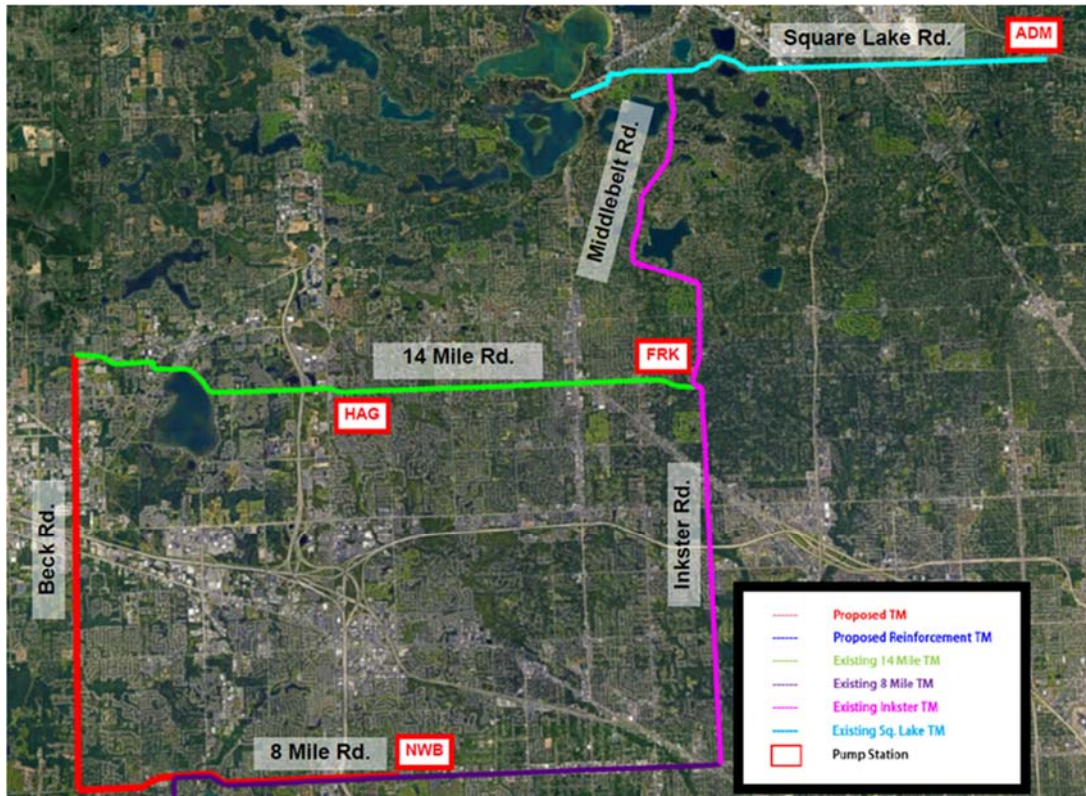 Square Lake Rd.
ADM
Middlebelt Rd.
14 Mile Rd.
FRK
HAG
Beck Rd.
Inkster Rd.
8 Mile Rd.
NWB
Proposed TM
Proposed Reinforcement TM
Existing 14 Mile TM
Existing 8 Mile TM
Existing Inkster TM
Existing Sq. Lake TM
Pump Station